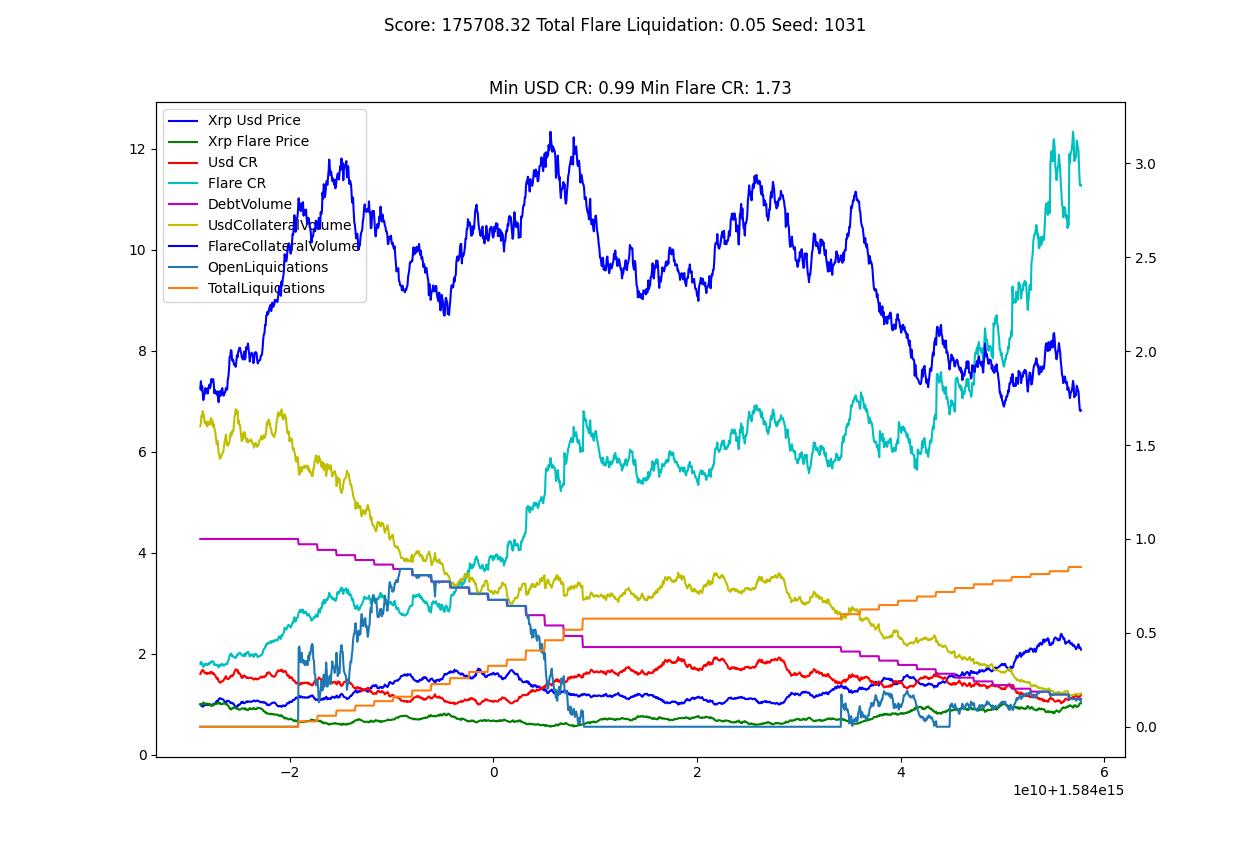 Score: 175708.32 Total Flare Liquidation: 0.05 Seed: 1031
Min USD CR: 0.99 Min Flare CR: 1.73
Xrp Usd Price
Xrp Flare Price
Usd CR
Flare CR
DebtVolume
UsdCollateralVolume
FlareCollateralVolume
OpenLiquidations
TotalLiquidations
12
10
8
6
4
2
0
3.0
2.5
2.0
1.5
1.0
0.5
0.0
−2 0 2 4 6
1e10+1.584e15